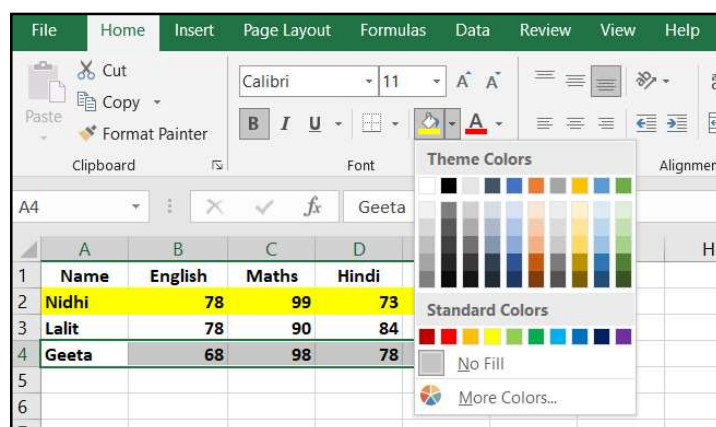 File Home Insert Page Layout Formulas Data Review View Help
Cut
Copy
Paste
Format Painter
Calibri 11 A A
B I U A
Clipboard Font Alignmen
Theme Colors
Standard Colors
No Fill
More Colors...
A4 fx Geeta
A B C D H
1 Name English Maths Hindi
2 Nidhi 78 99 73
3 Lalit 78 90 84
4 Geeta 68 98 78
5
6